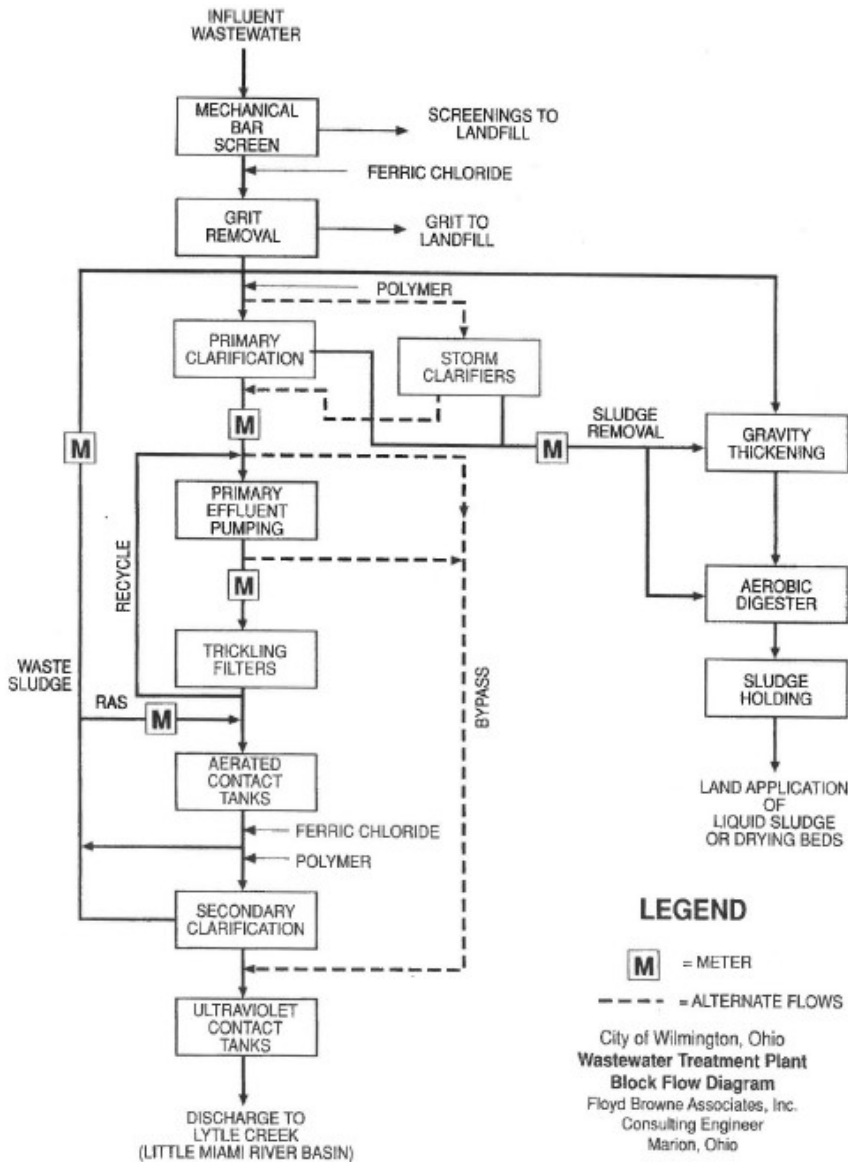 INFLUENT
WASTEWATER
MECHANICAL
BAR
SCREEN
SCREENINGS TO
LANDFILL
FERRIC CHLORIDE
GRIT
REMOVAL
GRIT TO
LANDFILL
POLYMER
PRIMARY
CLARIFICATION
STORM
CLARIFIERS
M
M
M
SLUDGE
REMOVAL
GRAVITY
THICKENING
PRIMARY
EFFLUENT
PUMPING
RECYCLE
M
AEROBIC
DIGESTER
TRICKLING
FILTERS
WASTE
SLUDGE
RAS
M
BYPASS
SLUDGE
HOLDING
AERATED
CONTACT
TANKS
LAND APPLICATION
OF
LIQUID SLUDGE
OR DRYING BEDS
FERRIC CHLORIDE
POLYMER
SECONDARY
CLARIFICATION
ULTRAVIOLET
CONTACT
TANKS
DISCHARGE TO
LYTLE CREEK
(LITTLE MIAMI RIVER BASIN)
LEGEND
M = METER
= ALTERNATE FLOWS
City of Wilmington, Ohio
Wastewater Treatment Plant
Block Flow Diagram
Floyd Browne Associates, Inc.
Consulting Engineer
Marion, Ohio